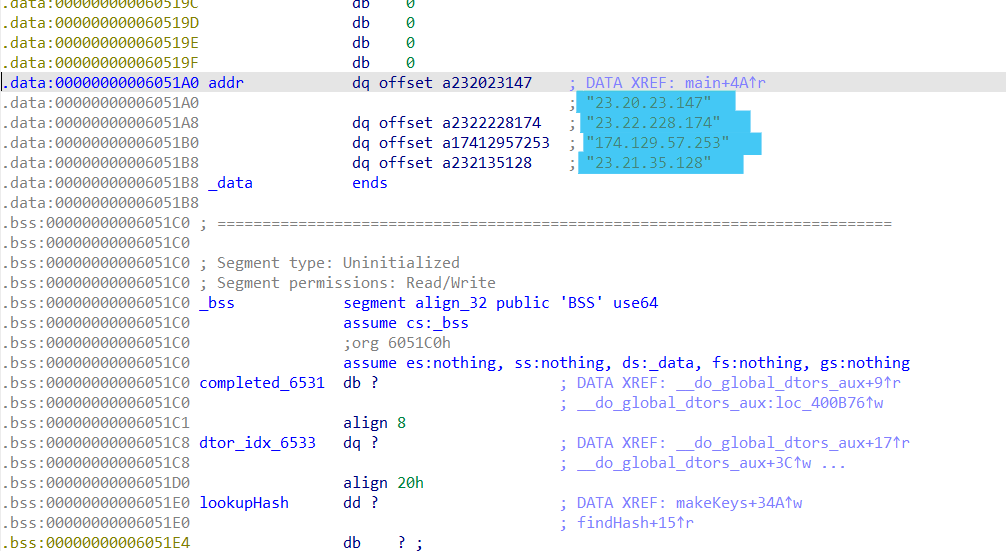 .data:000000000060519C db 0
.data:000000000060519D db 0
.data:000000000060519E db 0
.data:000000000060519F db 0
.data:00000000006051A0 addr dq offset a232023147 ; DATA XREF: main+4A↑r
.data:00000000006051A0 ; "23.20.23.147"
.data:00000000006051A8 dq offset a2322228174 ; "23.22.228.174"
.data:00000000006051B0 dq offset a17412957253 ; "174.129.57.253"
.data:00000000006051B8 dq offset a232135128 ; "23.21.35.128"
.data:00000000006051B8 _data ends
.data:00000000006051B8
.bss:00000000006051C0 ; ===========================================================================
.bss:00000000006051C0
.bss:00000000006051C0 ; Segment type: Uninitialized
.bss:00000000006051C0 ; Segment permissions: Read/Write
.bss:00000000006051C0 _bss segment align_32 public 'BSS' use64
.bss:00000000006051C0 assume cs:_bss
.bss:00000000006051C0 ;org 6051C0h
.bss:00000000006051C0 assume es:nothing, ss:nothing, ds:_data, fs:nothing, gs:nothing
.bss:00000000006051C0 completed_6531 db ? ; DATA XREF: __do_global_dtors_aux+9↑r
.bss:00000000006051C0 ; __do_global_dtors_aux:loc_400B76↑w
.bss:00000000006051C1 align 8
.bss:00000000006051C8 dtor_idx_6533 dq ? ; DATA XREF: __do_global_dtors_aux+17↑r
.bss:00000000006051C8 ; __do_global_dtors_aux+3C↑w ...
.bss:00000000006051D0 align 20h
.bss:00000000006051E0 lookupHash dd ? ; DATA XREF: makeKeys+34A↑w
.bss:00000000006051E0 ; findHash+15↑r
.bss:00000000006051E4 db ? ;